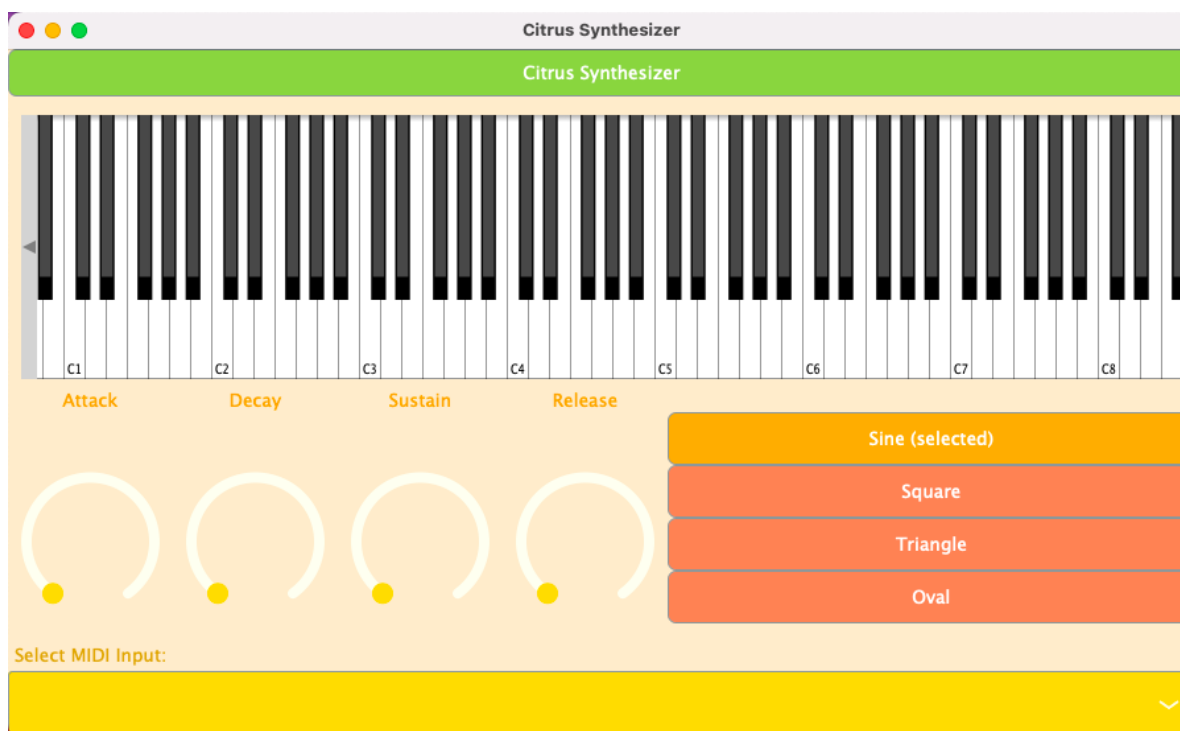 Citrus Synthesizer
Citrus Synthesizer
C1 C2 C3 C4 C5 C6 C7 C8
Attack Decay Sustain Release
Sine (selected)
Square
Triangle
Oval
Select MIDI Input: